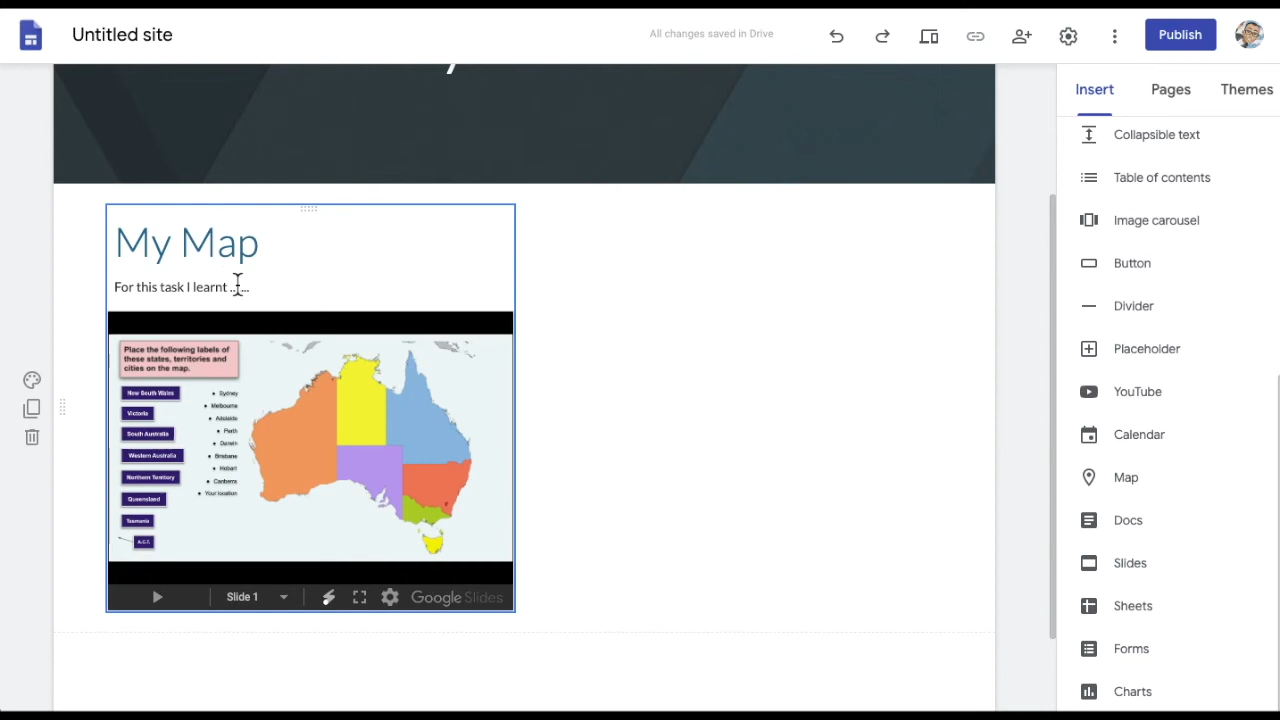 Untitled site
All changes saved in Drive
Publish
Insert
Pages
Themes
Collapsible text
Table of contents
Image carousel
Button
Divider
Placeholder
YouTube
Calendar
Map
Docs
Slides
Sheets
Forms
Charts
My Map
For this task I learnt ......
Place the following labels of
these states, territories and
cities on the map.
New South Wales
Victoria
South Australia
Western Australia
Northern Territory
Queensland
Tasmania
A.C.T.
Sydney
Melbourne
Adelaide
Perth
Darwin
Brisbane
Hobart
Canberra
Your location
Slide 1
Google Slides